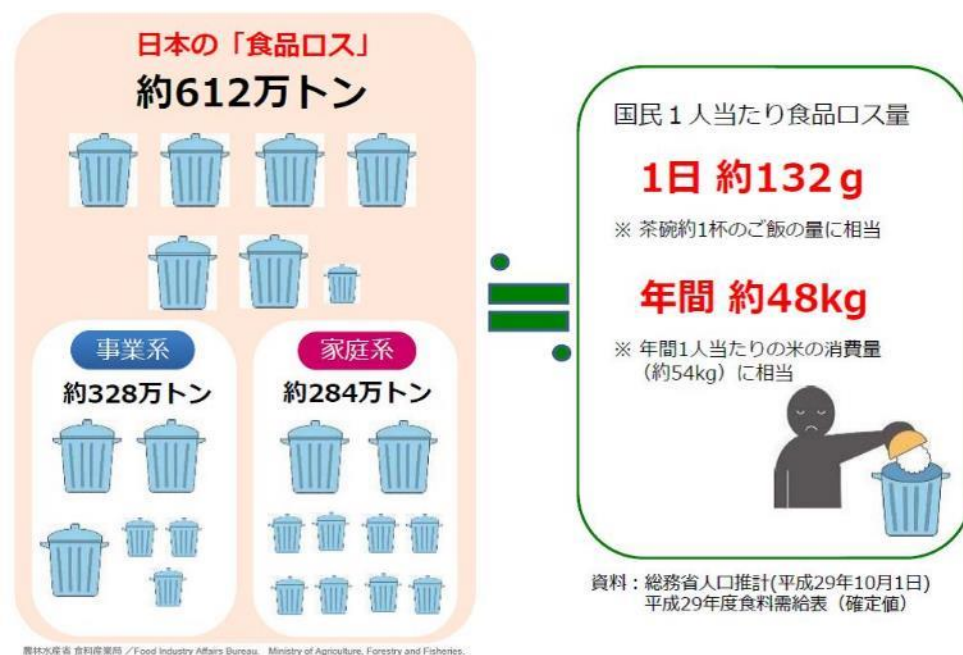 日本の「食品ロス」
約612万トン
事業系
約328万トン
家庭系
約284万トン
国民１人当たり食品ロス量
1日 約132ｇ
※ 茶碗約1杯のご飯の量に相当
年間 約48kg
※ 年間1人当たりの米の消費量
（約54kg）に相当
資料：総務省人口推計(平成29年10月1日)
平成29年度食料需給表（確定値）
農林水産省 食料産業局 ／Food Industry Affairs Bureau, Ministry of Agriculture, Forestry and Fisheries.